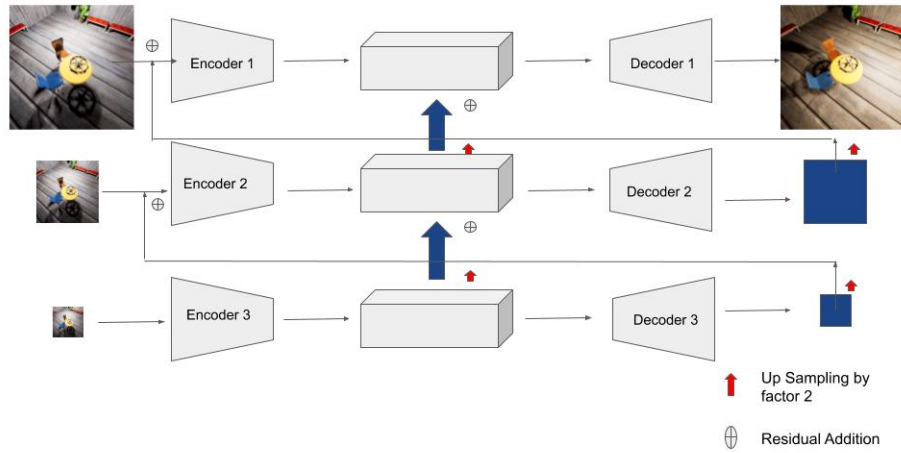 Encoder 1
Decoder 1
Encoder 2
Decoder 2
Encoder 3
Decoder 3
Up Sampling by
factor 2
Residual Addition